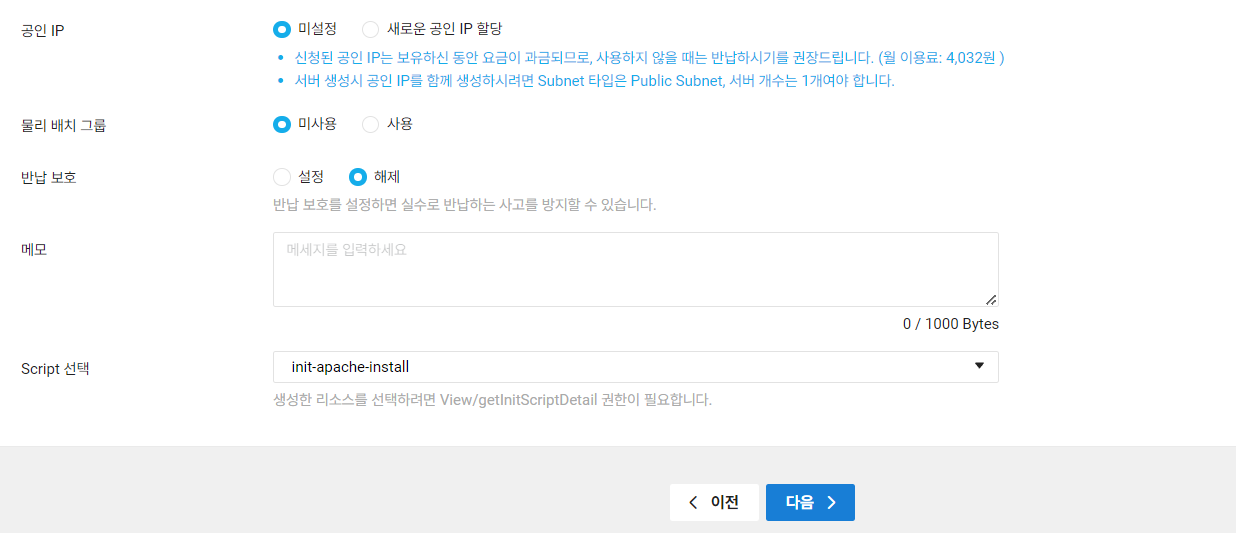 공인 IP
미설정 새로운 공인 IP 할당
• 신청된 공인 IP는 보유하신 동안 요금이 과금되므로, 사용하지 않을 때는 반납하시기를 권장드립니다. (월 이용료: 4,032원 )
• 서버 생성시 공인 IP를 함께 생성하시려면 Subnet 타입은 Public Subnet, 서버 개수는 1개여야 합니다.
물리 배치 그룹
미사용 사용
반납 보호
설정 해제
반납 보호를 설정하면 실수로 반납하는 사고를 방지할 수 있습니다.
메모
메세지를 입력하세요
0 / 1000 Bytes
Script 선택
init-apache-install
생성한 리소스를 선택하려면 View/getInitScriptDetail 권한이 필요합니다.
이전 다음